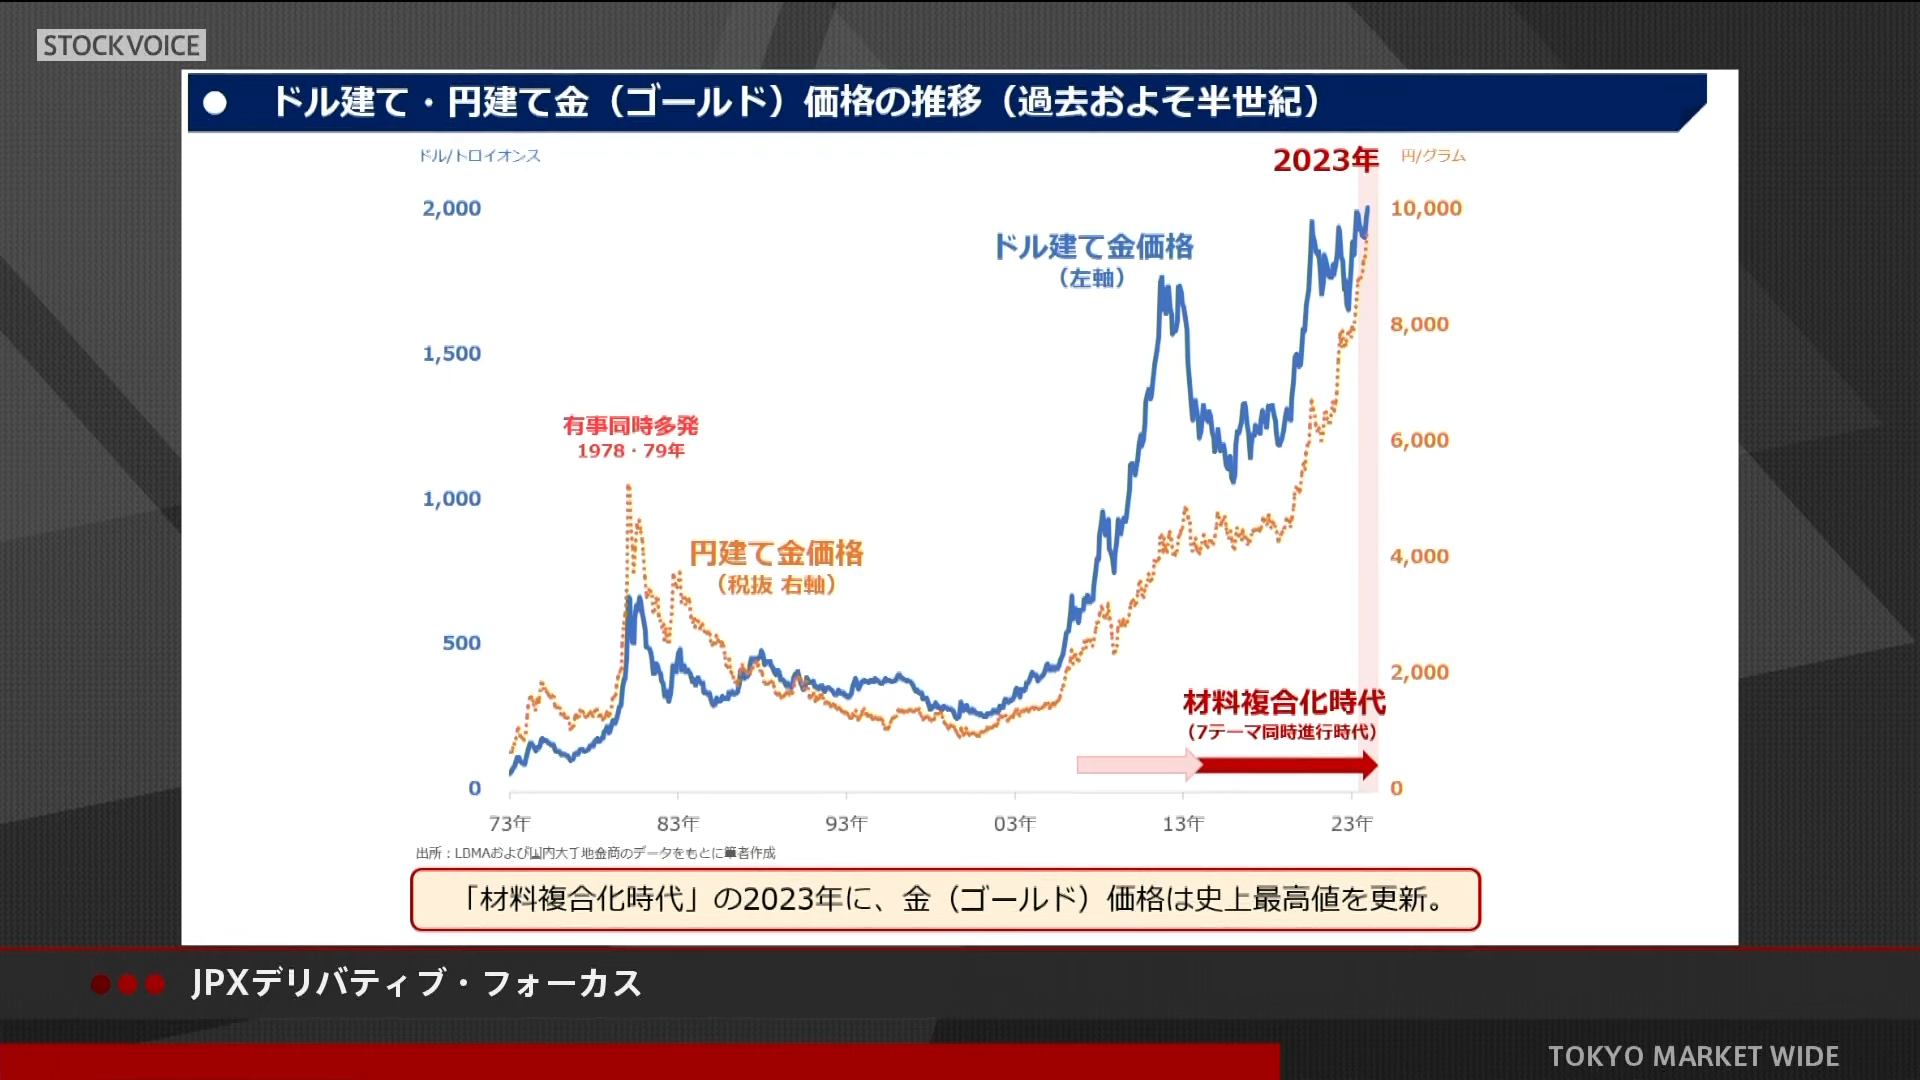 STOCKVOICE
● ドル建て・円建て金（ゴールド）価格の推移（過去およそ半世紀）
ドル/トロイオンス
2023年
円/グラム
2,000
10,000
ドル建て金価格
（左軸）
8,000
1,500
有事同時多発
1978・79年
6,000
1,000
円建て金価格
（税抜 右軸）
4,000
500
2,000
材料複合化時代
（7テーマ同時進行時代）
0
0
73年
83年
93年
03年
13年
23年
出所：LBMAおよび国内大手地金商のデータをもとに筆者作成
「材料複合化時代」の2023年に、金（ゴールド）価格は史上最高値を更新。
JPXデリバティブ・フォーカス
TOKYO MARKET WIDE